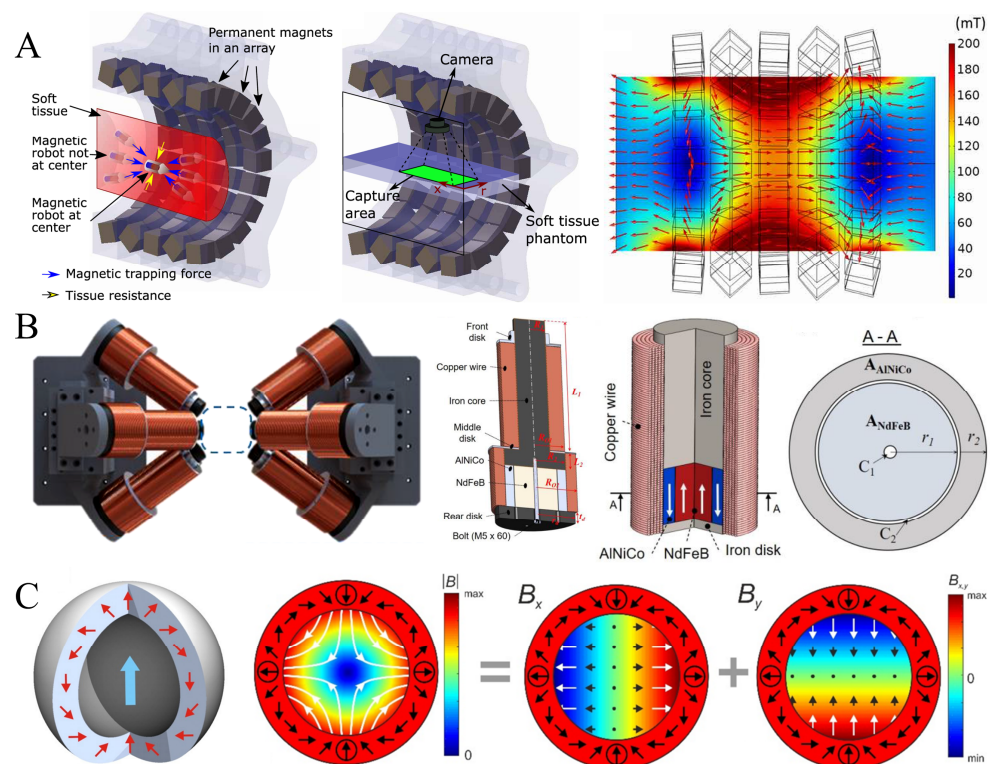 A
Permanent magnets
in an array
Soft
tissue
Magnetic
robot not
at center
Magnetic
robot at
center
Magnetic trapping force
Tissue resistance
Camera
x
r
Capture
area
Soft tissue
phantom
(mT)
200
180
160
140
120
100
80
60
40
20
B
Front
disk
Copper wire
Iron core
Middle
disk
AlNiCo
NdFeB
Rear disk
Bolt (M5 x 60)
L1
L2
Copper wire
Iron core
A
A
AlNiCo
NdFeB
Iron disk
A - A
AAlNiCo
ANdFeB
r1
r2
C1
C2
C
|B|
max
0
=
Bx
+
By
Bx,y
max
0
min